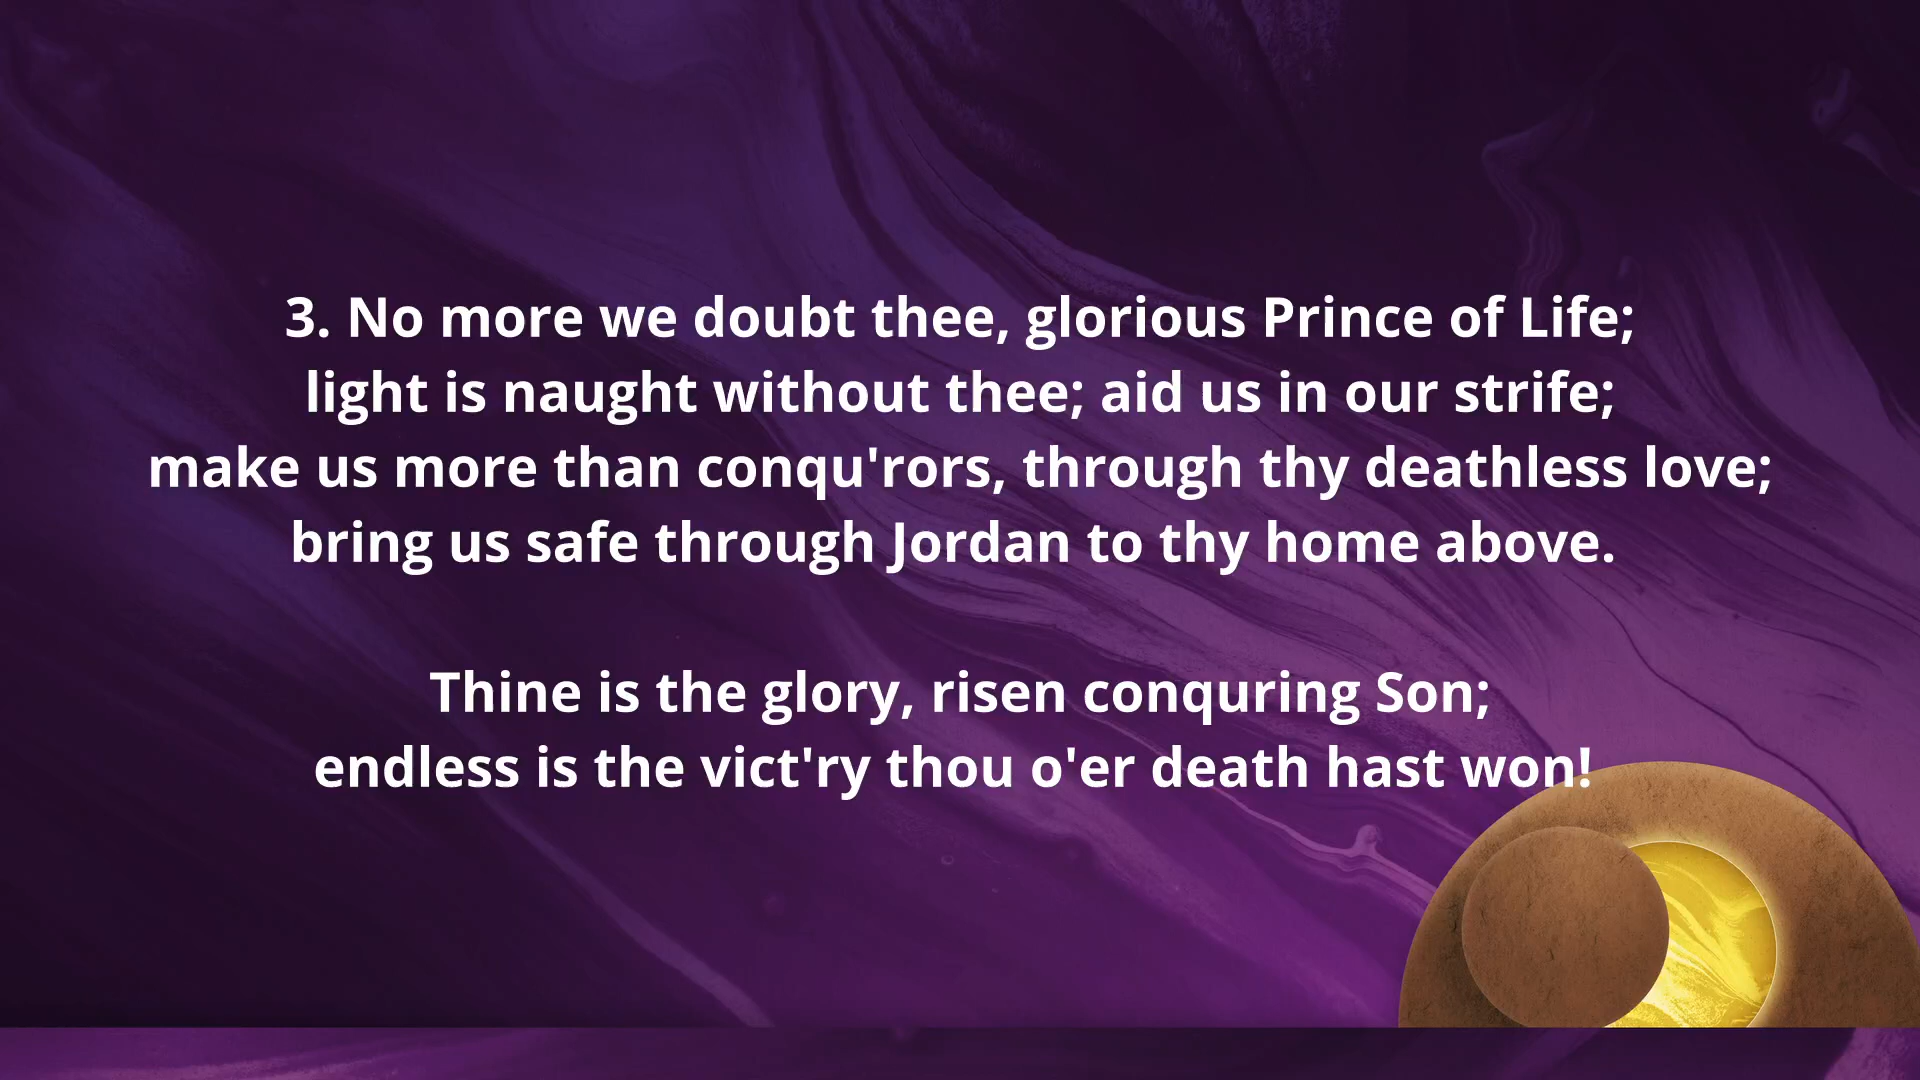 3. No more we doubt thee, glorious Prince of Life;
light is naught without thee; aid us in our strife;
make us more than conqu'rors, through thy deathless love;
bring us safe through Jordan to thy home above.
Thine is the glory, risen conquring Son;
endless is the vict'ry thou o'er death hast won!